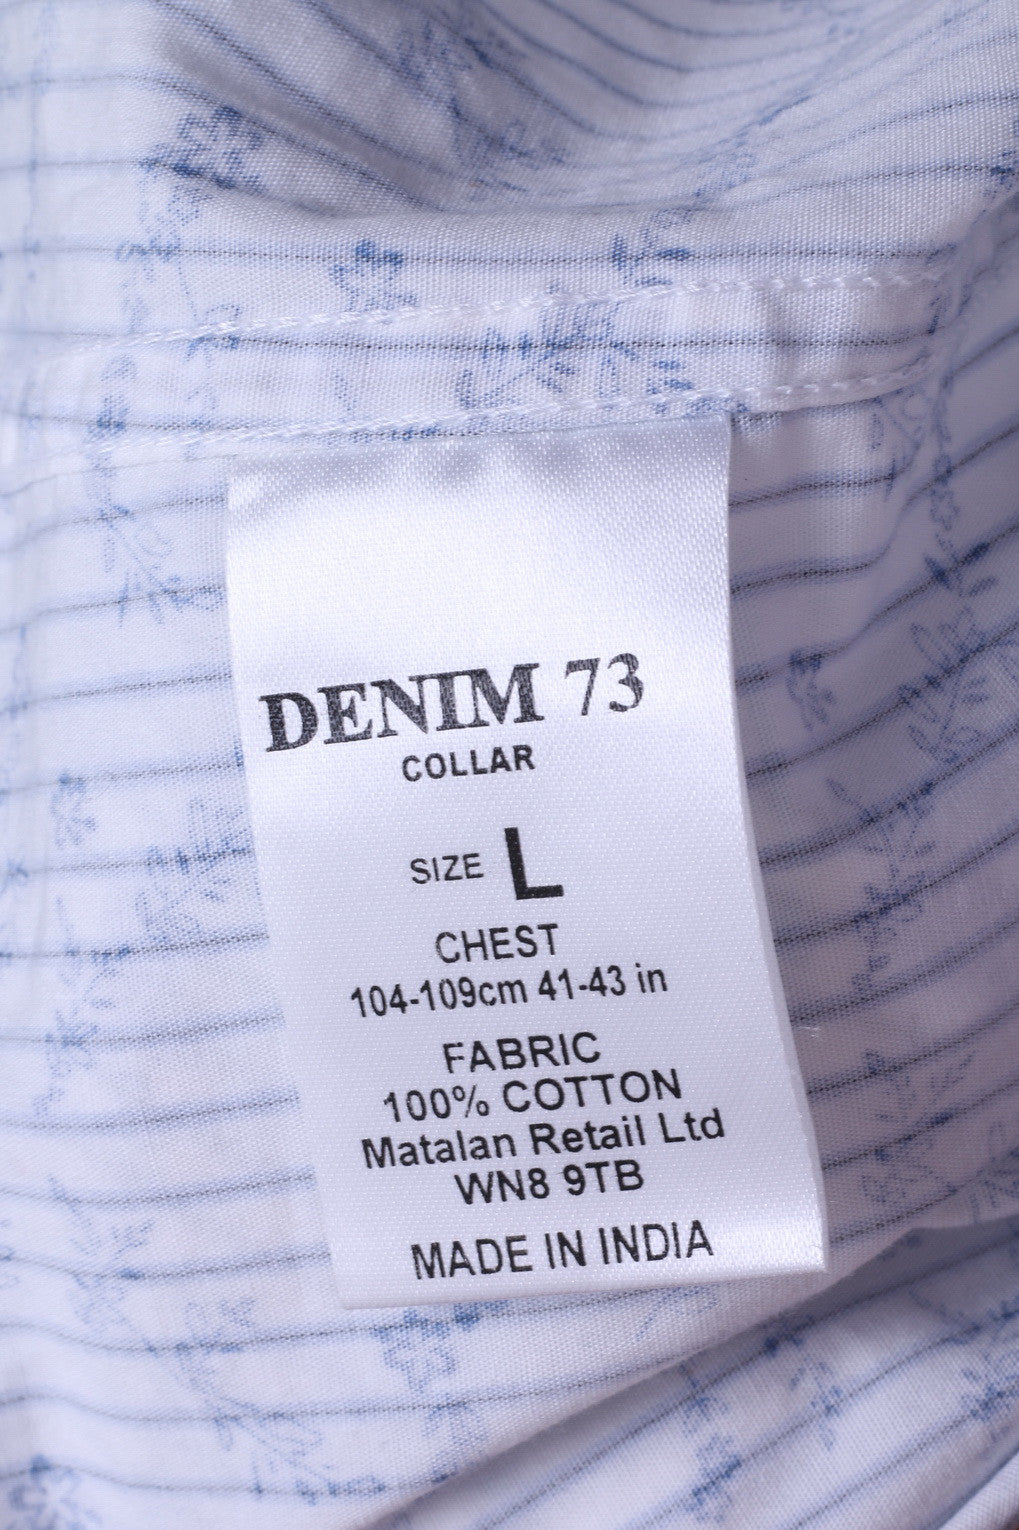 DENIM 73
COLLAR
SIZE L
CHEST
104-109cm 41-43 in
FABRIC
100% COTTON
Matalan Retail Ltd
WN8 9TB
MADE IN INDIA